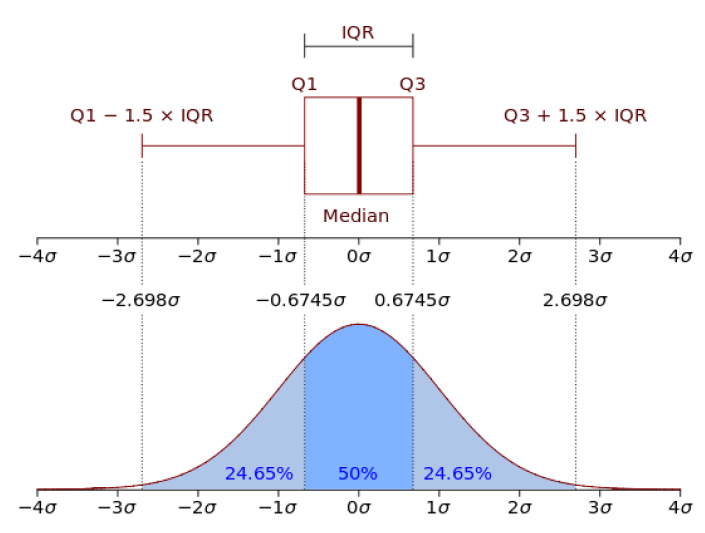 IQR
Q1 Q3
Q1 − 1.5 × IQR Q3 + 1.5 × IQR
Median
−4σ −3σ −2σ −1σ 0σ 1σ 2σ 3σ 4σ
−2.698σ −0.6745σ 0.6745σ 2.698σ
24.65% 50% 24.65%
−4σ −3σ −2σ −1σ 0σ 1σ 2σ 3σ 4σ